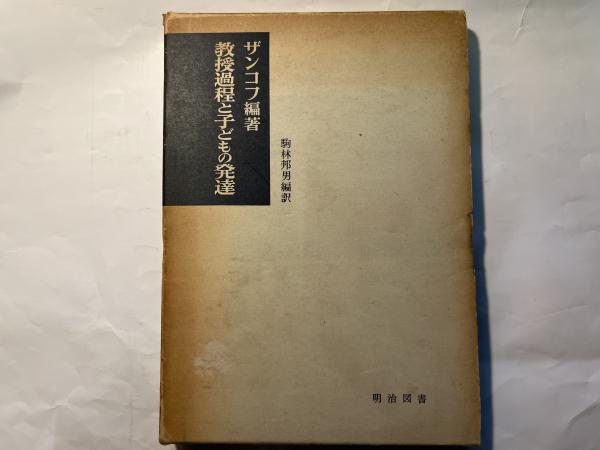 ザンコフ編著
教授過程と子どもの発達
駒林邦男編訳
明治図書